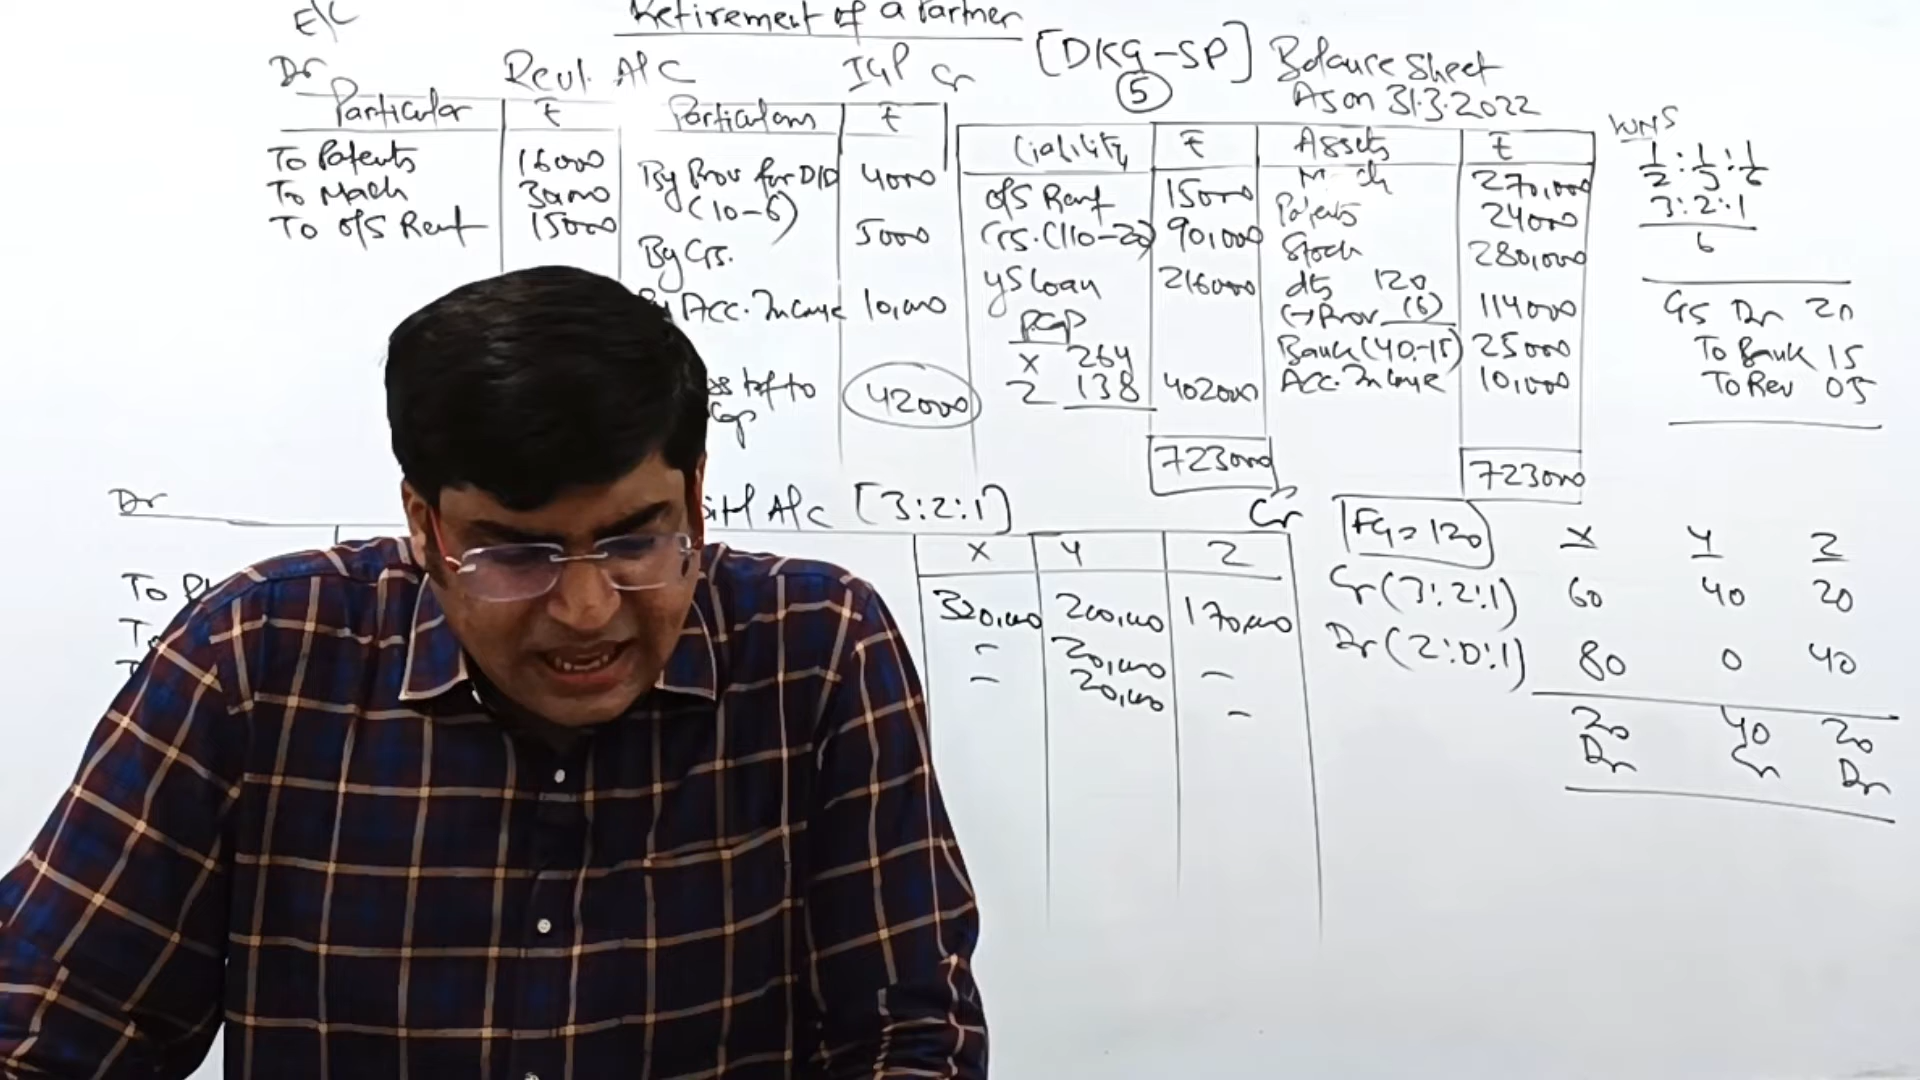 E/C
Retirement of a Partner
[DKG-SP]
5
Dr Revl. A/C IGP Cr
Particular ₹ Particulars ₹
To Patents 16000
To Mach 30000
To O/S Rent 15000
By Prov for D/D 4000
(10-6)
By Crs. 5000
By Acc. Income 10,000
tsf to 42000
Cap
Balance Sheet
As on 31.3.2022
Liability ₹ Assets ₹
O/S Rent 15000
Crs. (110-20) 90,000
Y's Loan 216000
PCap
X 264
Z 138 402000
723000
Mach 270,000
Patents 24000
Stock 280,000
dts 120
(-) Prov (6) 114000
Bank (40-15) 25000
Acc. Income 10,000
723000
WNS
1/2 : 1/3 : 1/6
3:2:1
6
Crs Dr 20
To Bank 15
To Rev 05
Dr A/C [3:2:1] Cr
X Y Z
To
320,000 200,000 170,000
- 20,000 -
- 20,000 -
FG = 120 X Y Z
Cr (3:2:1) 60 40 20
Dr (2:0:1) 80 0 40
20 40 20
Dr Cr Dr